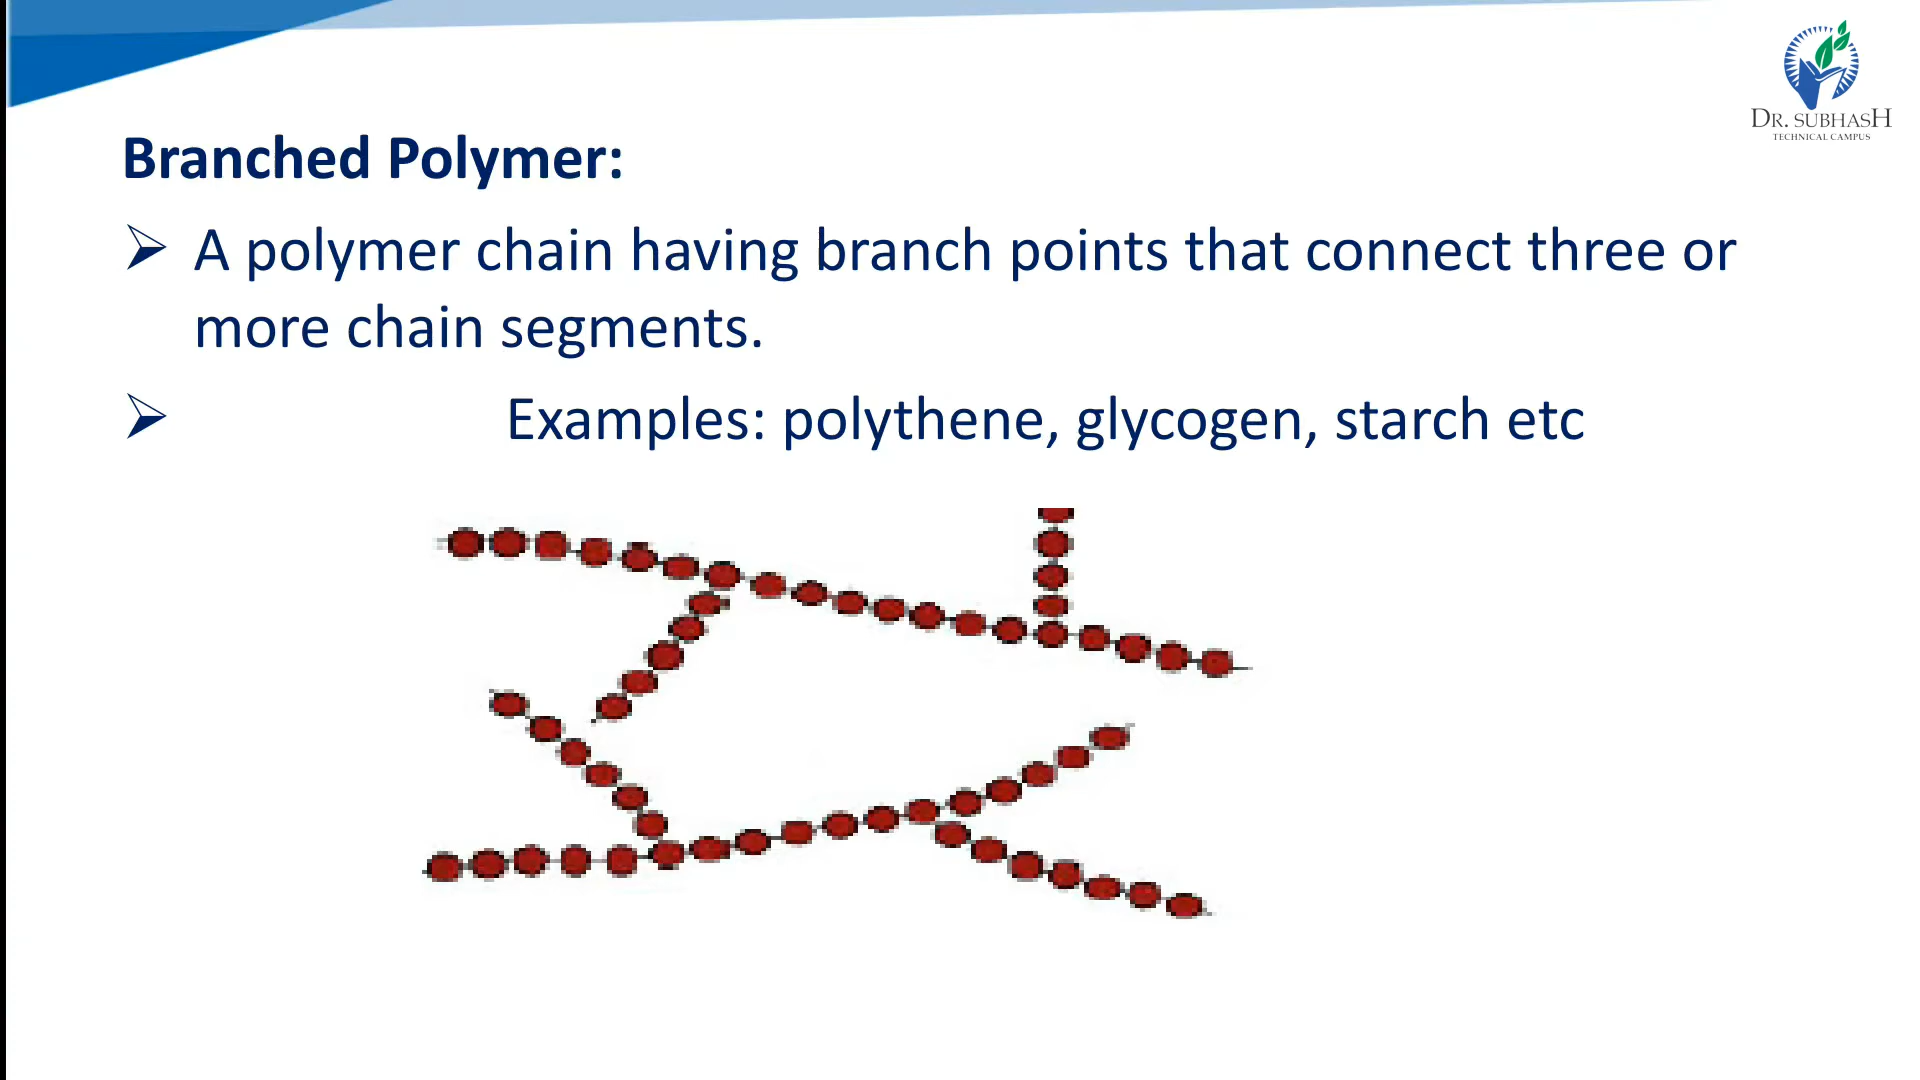 DR. SUBHASH
TECHNICAL CAMPUS
Branched Polymer:
➢ A polymer chain having branch points that connect three or
more chain segments.
➢ Examples: polythene, glycogen, starch etc